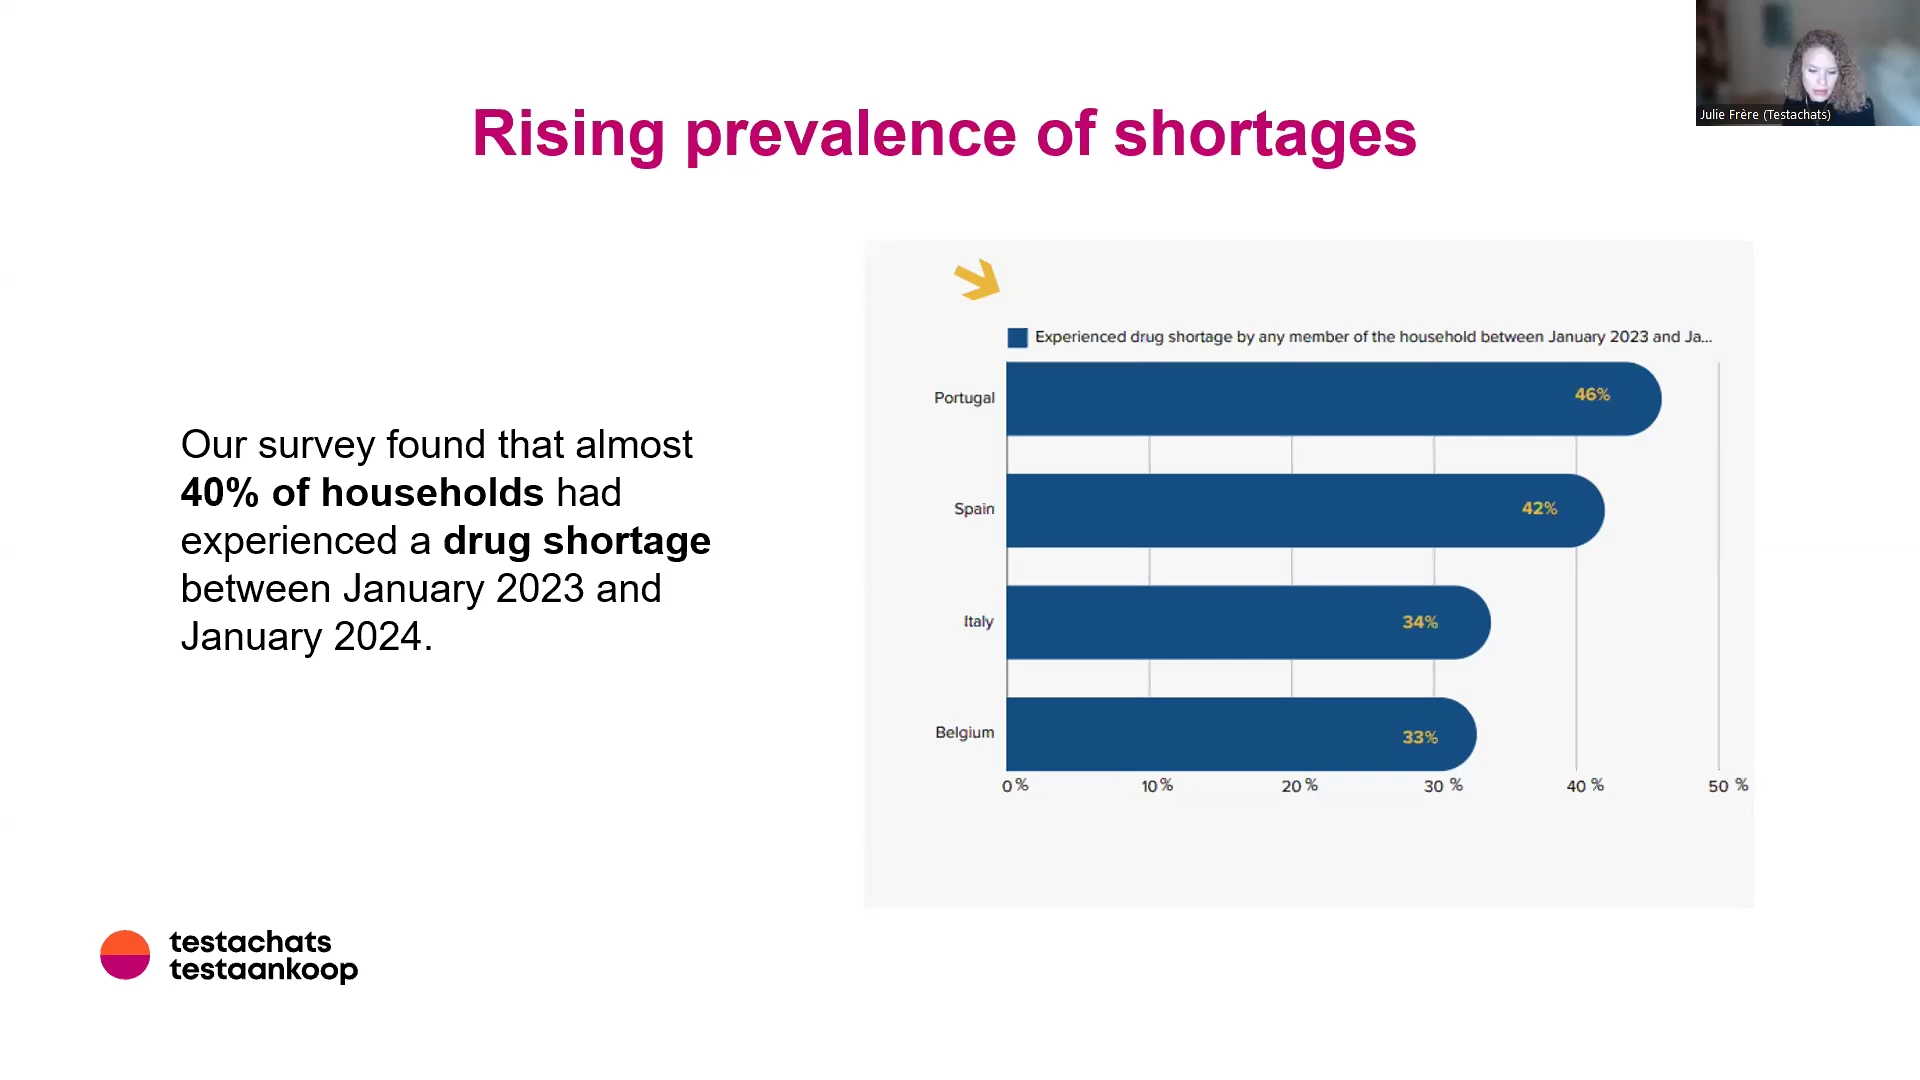 Julie Frère (Testachats)
Rising prevalence of shortages
Our survey found that almost
40% of households had
experienced a drug shortage
between January 2023 and
January 2024.
Experienced drug shortage by any member of the household between January 2023 and Ja...
Portugal
46%
Spain
42%
Italy
34%
Belgium
33%
0 % 10 % 20 % 30 % 40 % 50 %
testachats
testaankoop